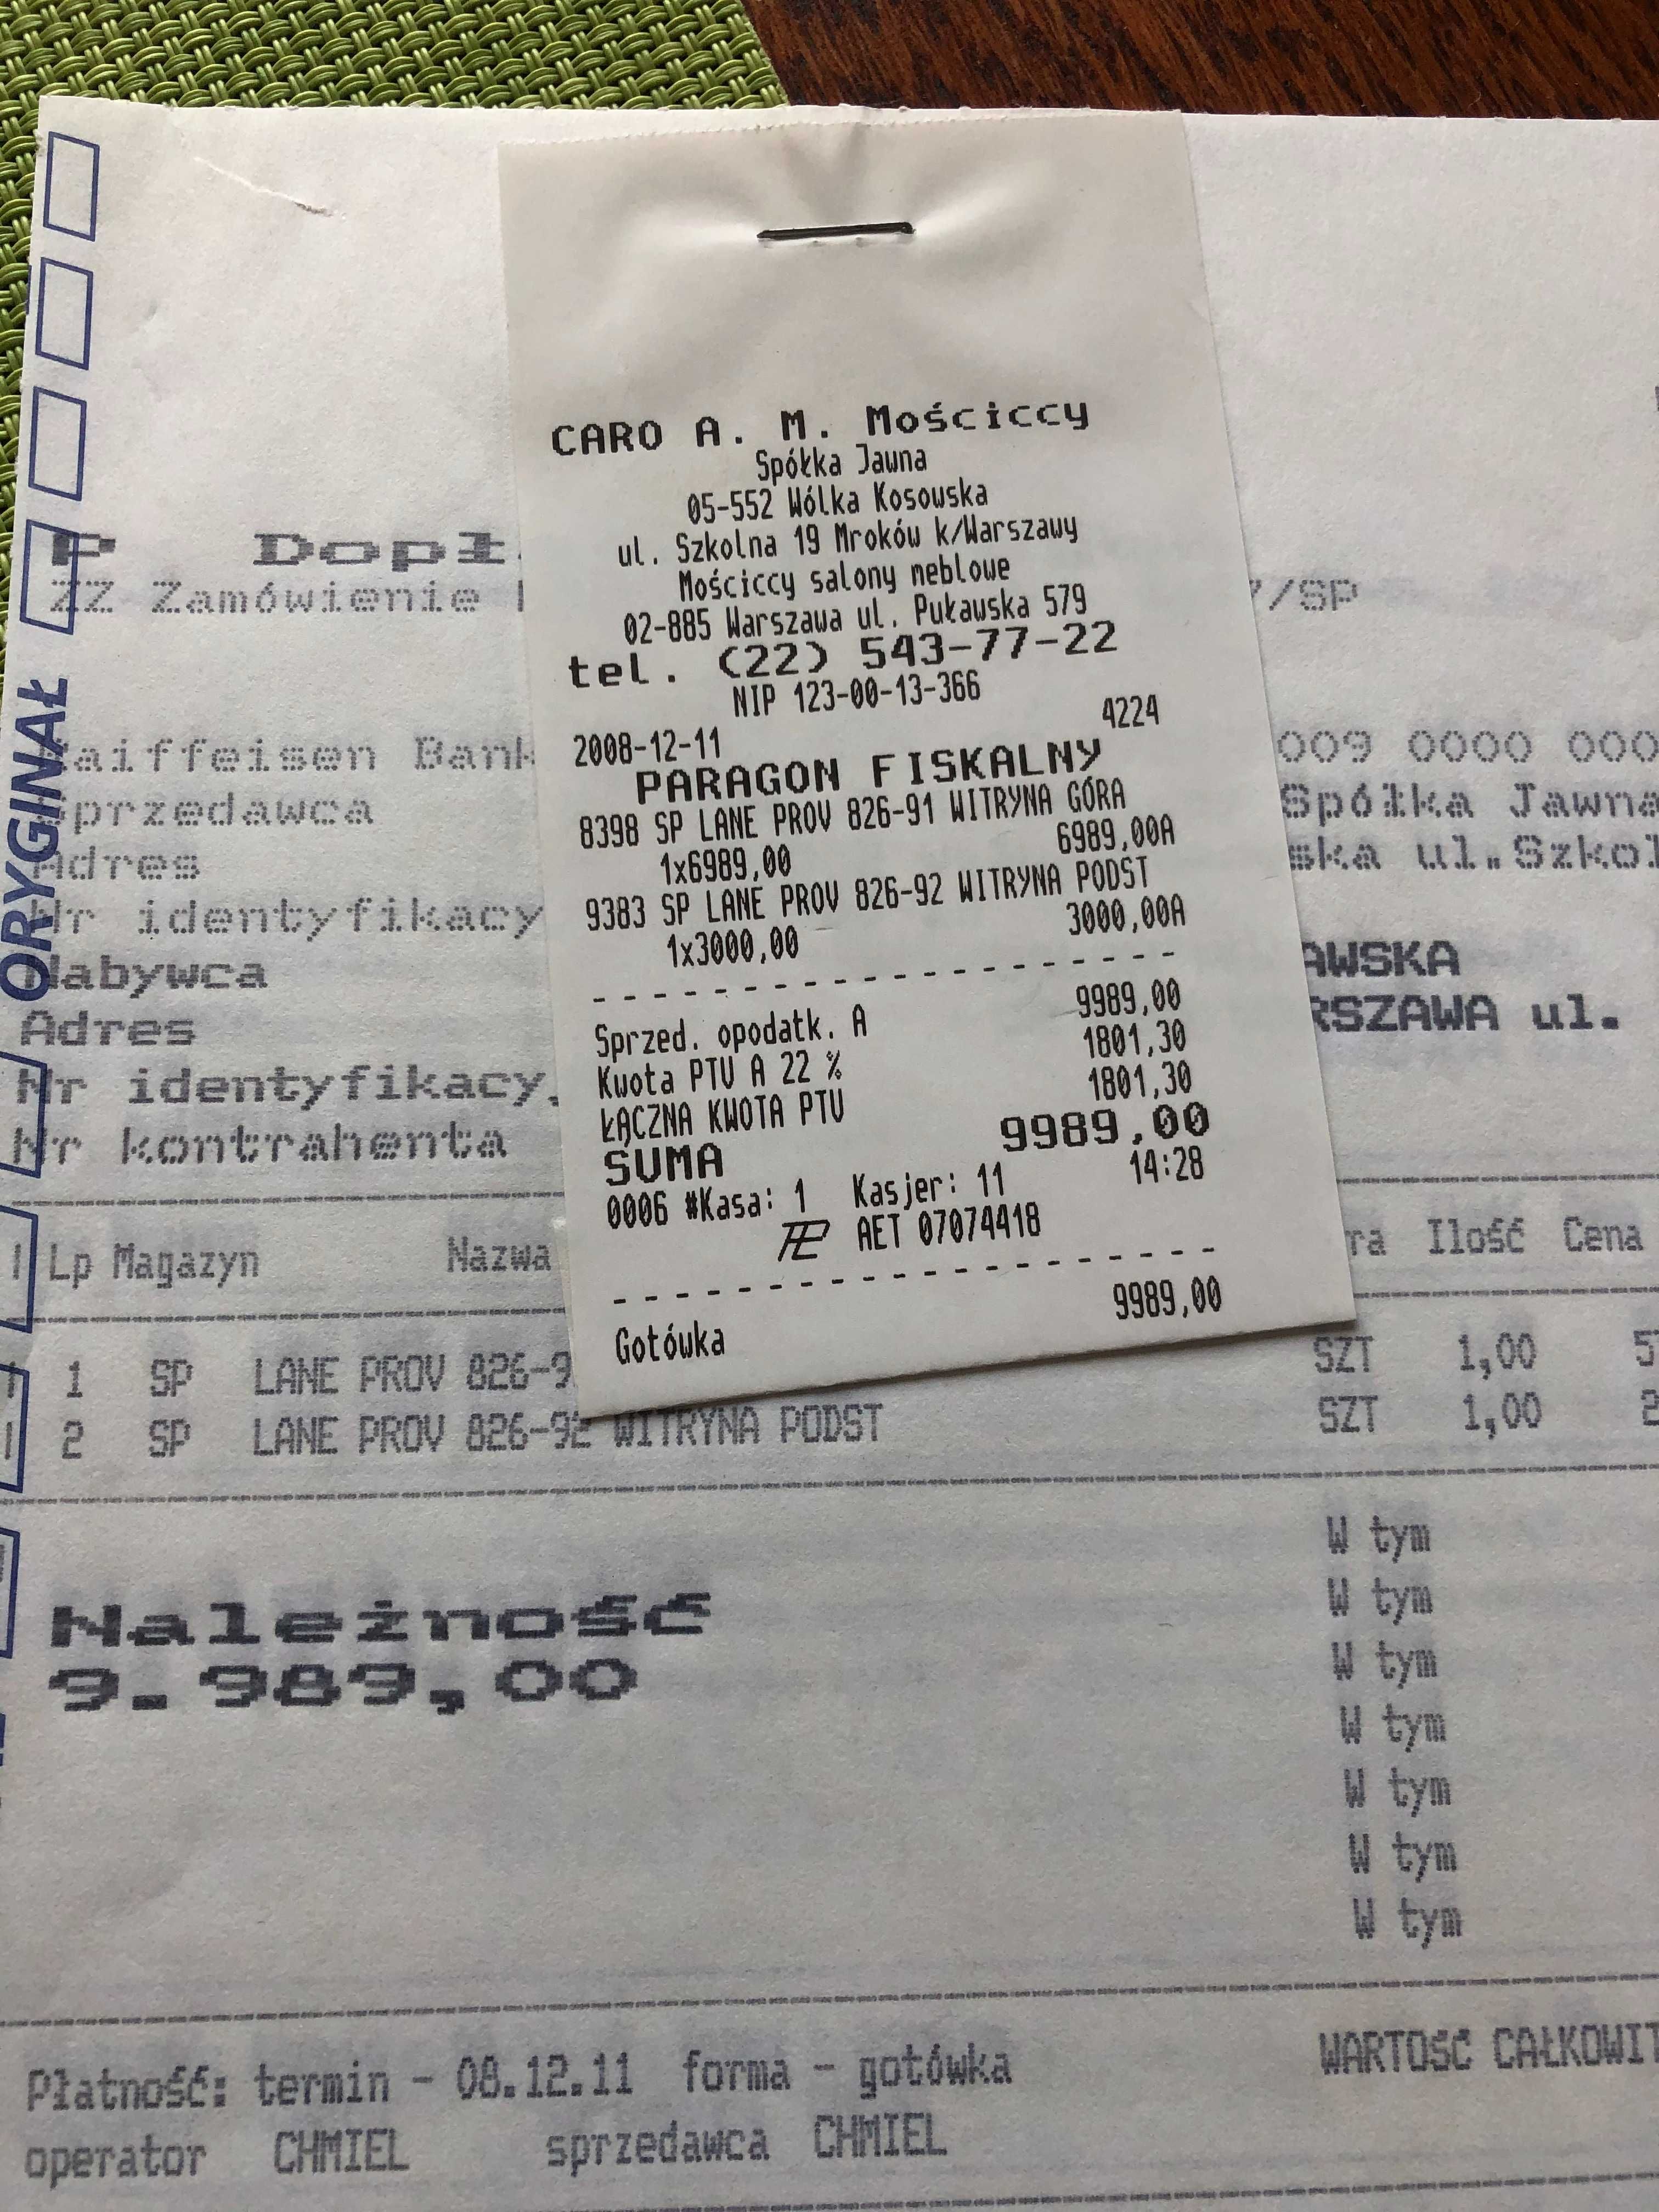 CARO A. M. Mościccy
Spółka Jawna
05-552 Wólka Kosowska
ul. Szkolna 19 Mroków k/Warszawy
Mościccy salony meblowe
02-885 Warszawa ul. Puławska 579
tel. (22) 543-77-22
NIP 123-00-13-366
2008-12-11 4224
PARAGON FISKALNY
8398 SP LANE PROV 826-91 WITRYNA GÓRA
1x6989,00 6989,00A
9383 SP LANE PROV 826-92 WITRYNA PODST
1x3000,00 3000,00A
Sprzed. opodatk. A 9989,00
Kwota PTU A 22 % 1801,30
ŁĄCZNA KWOTA PTU 1801,30
SUMA 9989,00
0006 #Kasa: 1 Kasjer: 11 14:28
AET 07074418
Gotówka 9989,00
ORYGINAŁ
P Dopł
ZZ Zamówienie 7/SP
Raiffeisen Bank 009 0000 000
Sprzedawca Spółka Jawna
Adres ska ul.Szkol
Nr identyfikacy
Nabywca AWSKA
Adres RSZAWA ul.
Nr identyfikacy
Nr kontrahenta
Lp Magazyn Nazwa ra Ilość Cena
1 SP LANE PROV 826-9 SZT 1,00 5
2 SP LANE PROV 826-92 WITRYNA PODST SZT 1,00 2
W tym
W tym
Należność
W tym
9.989,00
W tym
W tym
W tym
W tym
WARTOŚĆ CAŁKOWIT
Płatność: termin - 08.12.11 forma - gotówka
operator CHMIEL sprzedawca CHMIEL